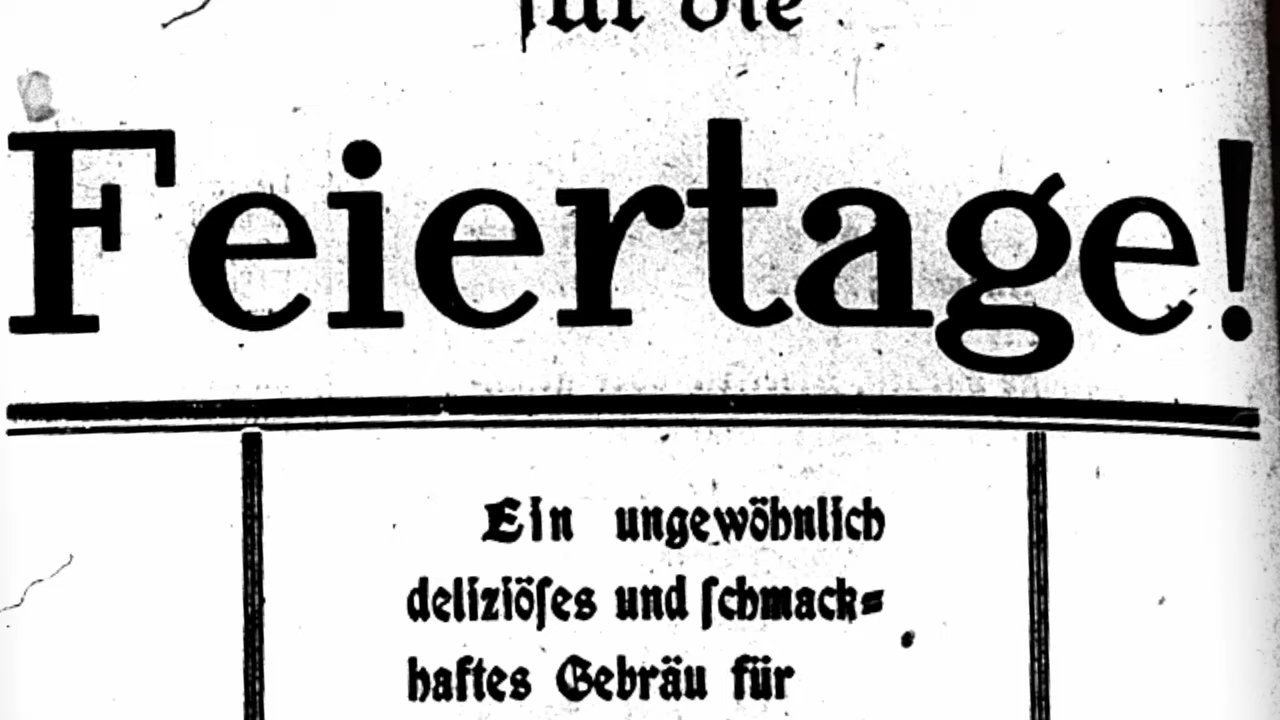 für die
Feiertage!
Ein ungewöhnlich
deliziöſes und ſchmack=
haftes Gebräu für